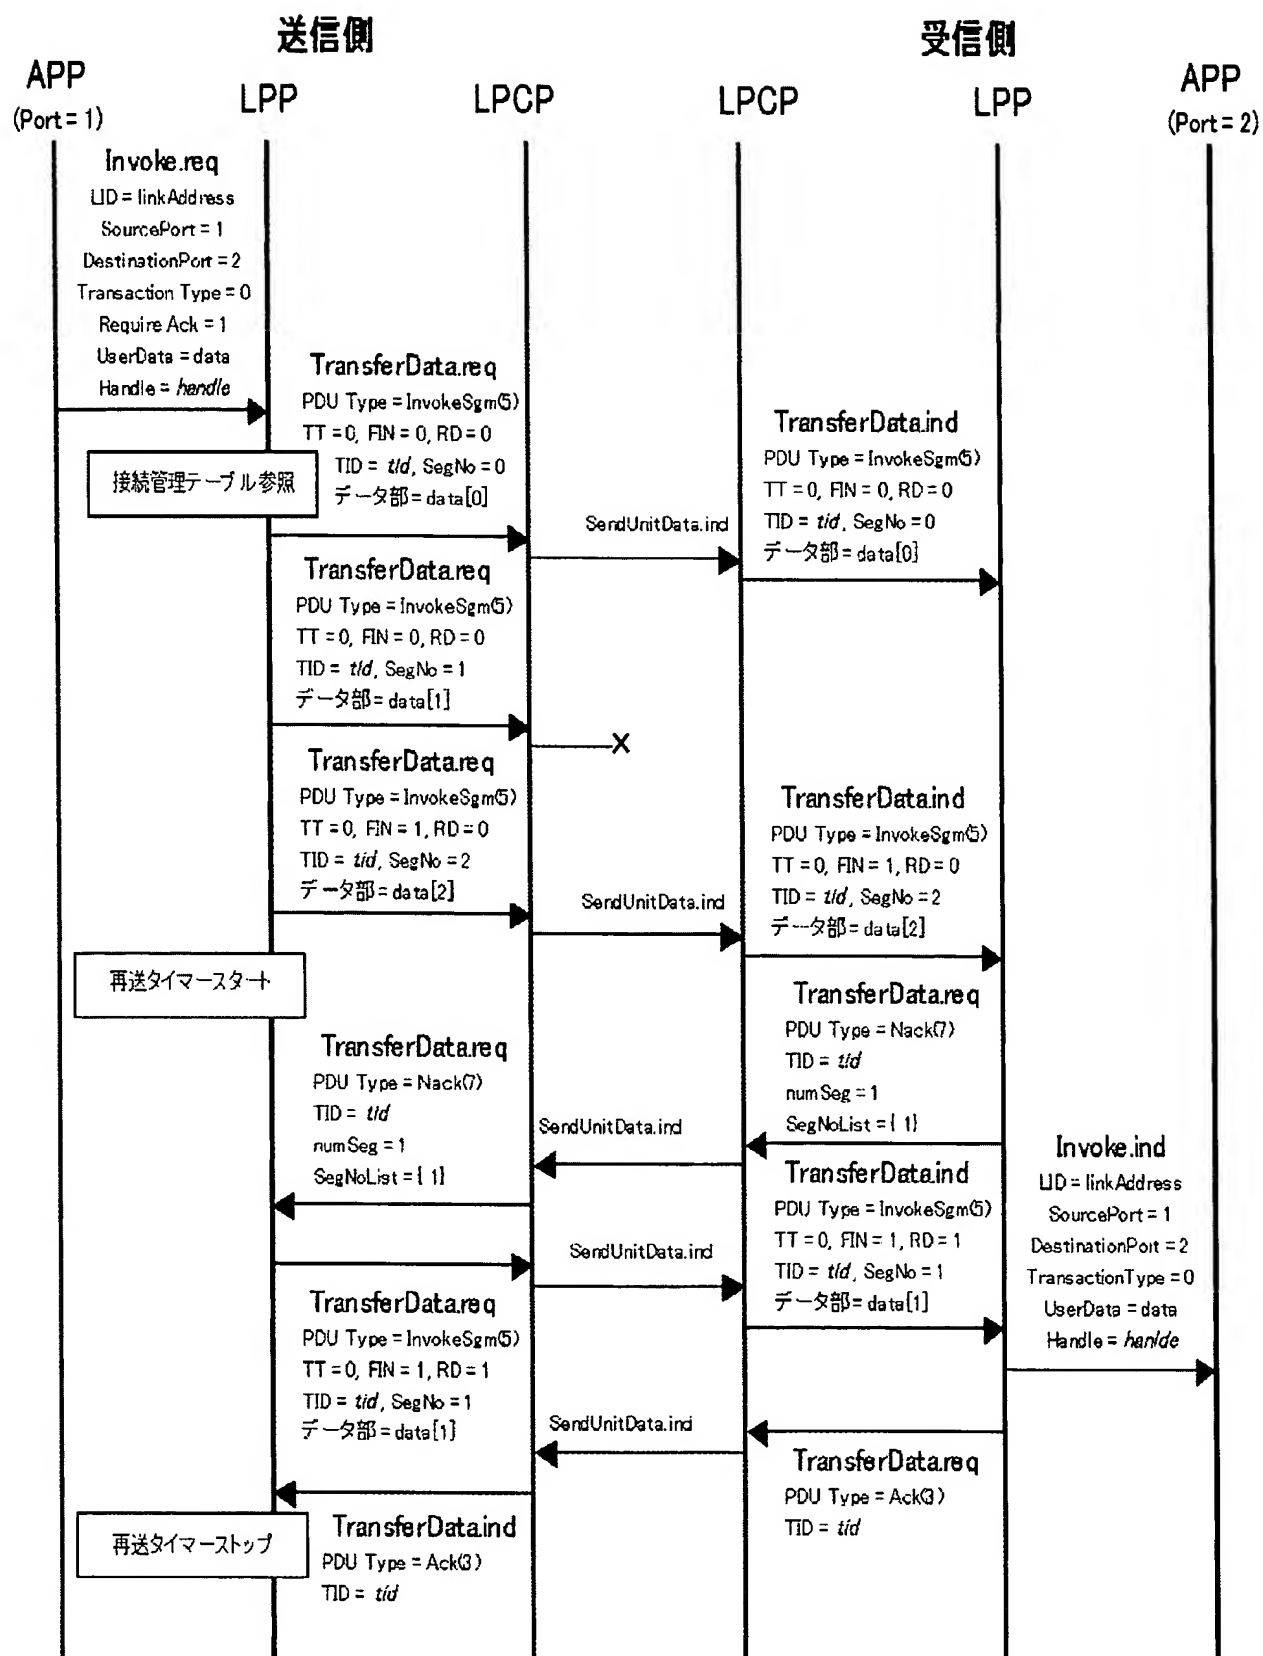 送信側
受信側
APP
(Port = 1)
LPP
LPCP
LPCP
LPP
APP
(Port = 2)
Invoke.req
LID = linkAddress
SourcePort = 1
DestinationPort = 2
Transaction Type = 0
Require Ack = 1
UserData = data
Handle = handle
接続管理テーブル参照
TransferData.req
PDU Type = InvokeSgm(5)
TT = 0, FIN = 0, RD = 0
TID = tid, SegNo = 0
データ部 = data[0]
SendUnitData.ind
TransferData.ind
PDU Type = InvokeSgm(5)
TT = 0, FIN = 0, RD = 0
TID = tid, SegNo = 0
データ部 = data[0]
TransferData.req
PDU Type = InvokeSgm(5)
TT = 0, FIN = 0, RD = 0
TID = tid, SegNo = 1
データ部 = data[1]
X
TransferData.req
PDU Type = InvokeSgm(5)
TT = 0, FIN = 1, RD = 0
TID = tid, SegNo = 2
データ部 = data[2]
SendUnitData.ind
TransferData.ind
PDU Type = InvokeSgm(5)
TT = 0, FIN = 1, RD = 0
TID = tid, SegNo = 2
データ部 = data[2]
再送タイマースタート
TransferData.req
PDU Type = Nack(7)
TID = tid
numSeg = 1
SegNoList = { 1}
SendUnitData.ind
TransferData.req
PDU Type = Nack(7)
TID = tid
numSeg = 1
SegNoList = { 1}
SendUnitData.ind
TransferData.req
PDU Type = InvokeSgm(5)
TT = 0, FIN = 1, RD = 1
TID = tid, SegNo = 1
データ部 = data[1]
TransferData.ind
PDU Type = InvokeSgm(5)
TT = 0, FIN = 1, RD = 1
TID = tid, SegNo = 1
データ部 = data[1]
Invoke.ind
LID = linkAddress
SourcePort = 1
DestinationPort = 2
TransactionType = 0
UserData = data
Handle = hanlde
SendUnitData.ind
TransferData.req
PDU Type = Ack(3)
TID = tid
再送タイマーストップ
TransferData.ind
PDU Type = Ack(3)
TID = tid